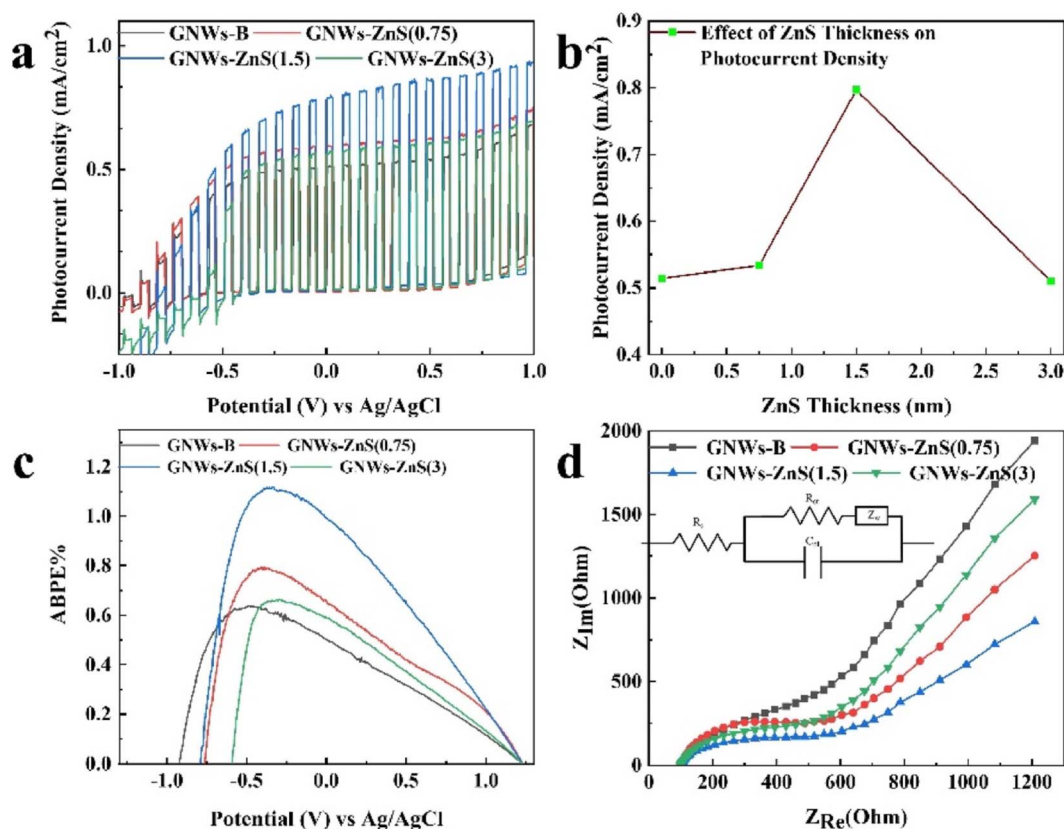 a
GNWs-B GNWs-ZnS(0.75)
GNWs-ZnS(1.5) GNWs-ZnS(3)
Photocurrent Density (mA/cm²)
1.0
0.5
0.0
-1.0 -0.5 0.0 0.5 1.0
Potential (V) vs Ag/AgCl
b
Effect of ZnS Thickness on
Photocurrent Density
Photocurrent Density (mA/cm²)
0.9
0.8
0.7
0.6
0.5
0.4
0.0 0.5 1.0 1.5 2.0 2.5 3.0
ZnS Thickness (nm)
c
GNWs-B GNWs-ZnS(0.75)
GNWs-ZnS(1.5) GNWs-ZnS(3)
ABPE%
1.2
1.0
0.8
0.6
0.4
0.2
0.0
-1.0 -0.5 0.0 0.5 1.0
Potential (V) vs Ag/AgCl
d
GNWs-B GNWs-ZnS(0.75)
GNWs-ZnS(1.5) GNWs-ZnS(3)
Z_Im(Ohm)
2000
1500
1000
500
0
0 200 400 600 800 1000 1200
Z_Re(Ohm)